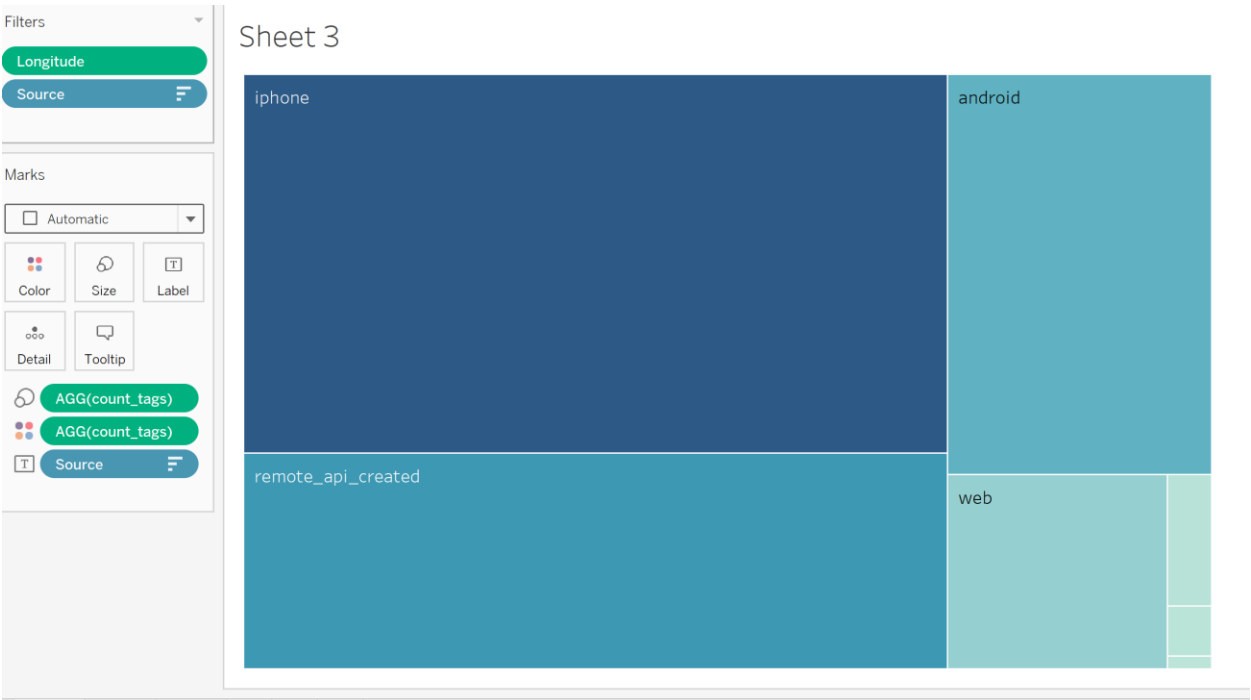 Filters
Longitude
Source
Marks
Automatic
Color Size Label
Detail Tooltip
AGG(count_tags)
AGG(count_tags)
T Source
Sheet 3
iphone
android
remote_api_created
web